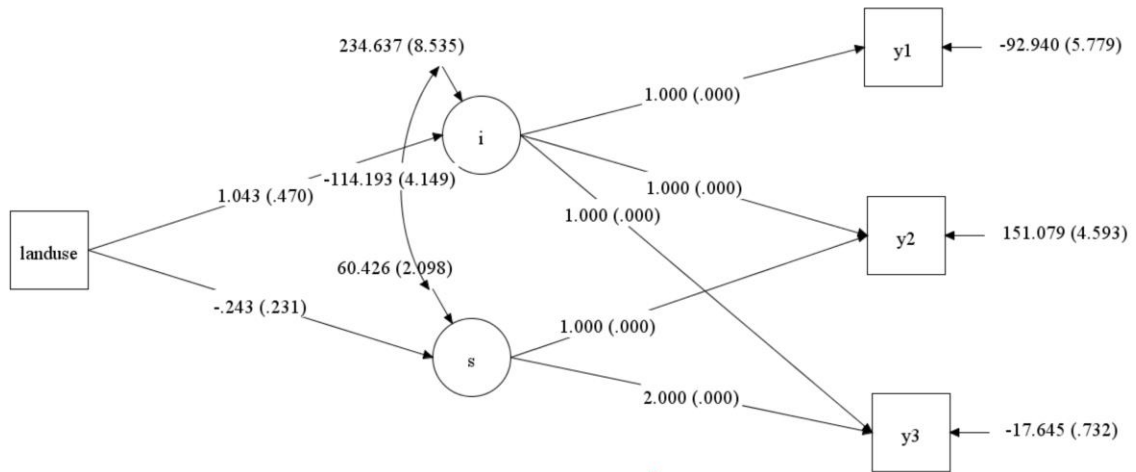 234.637 (8.535)
y1
-92.940 (5.779)
1.000 (.000)
i
-114.193 (4.149)
1.043 (.470)
1.000 (.000)
1.000 (.000)
landuse
y2
151.079 (4.593)
60.426 (2.098)
-.243 (.231)
1.000 (.000)
s
2.000 (.000)
y3
-17.645 (.732)